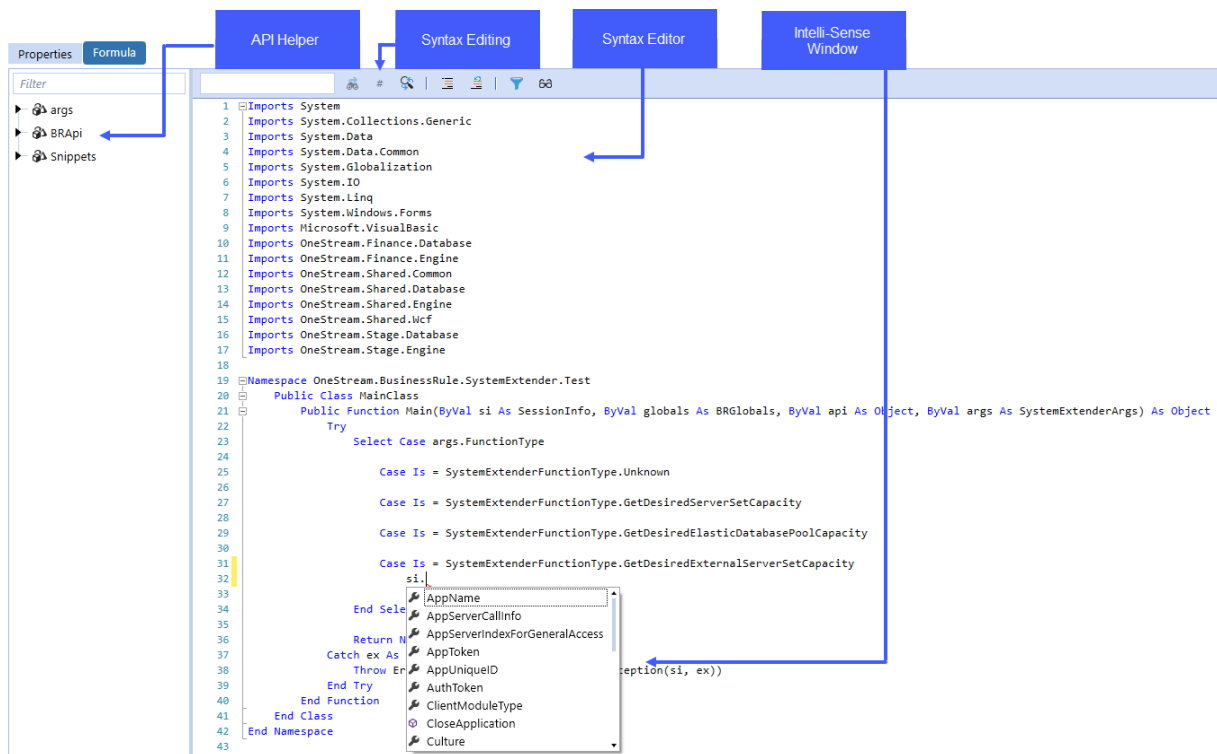 API Helper
Syntax Editing
Syntax Editor
Intelli-Sense
Window
Properties
Formula
Filter
args
BRApi
Snippets
#
1 Imports System
2 Imports System.Collections.Generic
3 Imports System.Data
4 Imports System.Data.Common
5 Imports System.Globalization
6 Imports System.IO
7 Imports System.Linq
8 Imports System.Windows.Forms
9 Imports Microsoft.VisualBasic
10 Imports OneStream.Finance.Database
11 Imports OneStream.Finance.Engine
12 Imports OneStream.Shared.Common
13 Imports OneStream.Shared.Database
14 Imports OneStream.Shared.Engine
15 Imports OneStream.Shared.Wcf
16 Imports OneStream.Stage.Database
17 Imports OneStream.Stage.Engine
18
19 Namespace OneStream.BusinessRule.SystemExtender.Test
20 Public Class MainClass
21 Public Function Main(ByVal si As SessionInfo, ByVal globals As BRGlobals, ByVal api As Object, ByVal args As SystemExtenderArgs) As Object
22 Try
23 Select Case args.FunctionType
24
25 Case Is = SystemExtenderFunctionType.Unknown
26
27 Case Is = SystemExtenderFunctionType.GetDesiredServerSetCapacity
28
29 Case Is = SystemExtenderFunctionType.GetDesiredElasticDatabasePoolCapacity
30
31 Case Is = SystemExtenderFunctionType.GetDesiredExternalServerSetCapacity
32 si.
33
34 End Sele
35
36 Return N
37 Catch ex As
38 Throw Er ception(si, ex))
39 End Try
40 End Function
41 End Class
42 End Namespace
43
AppName
AppServerCallInfo
AppServerIndexForGeneralAccess
AppToken
AppUniqueID
AuthToken
ClientModuleType
CloseApplication
Culture